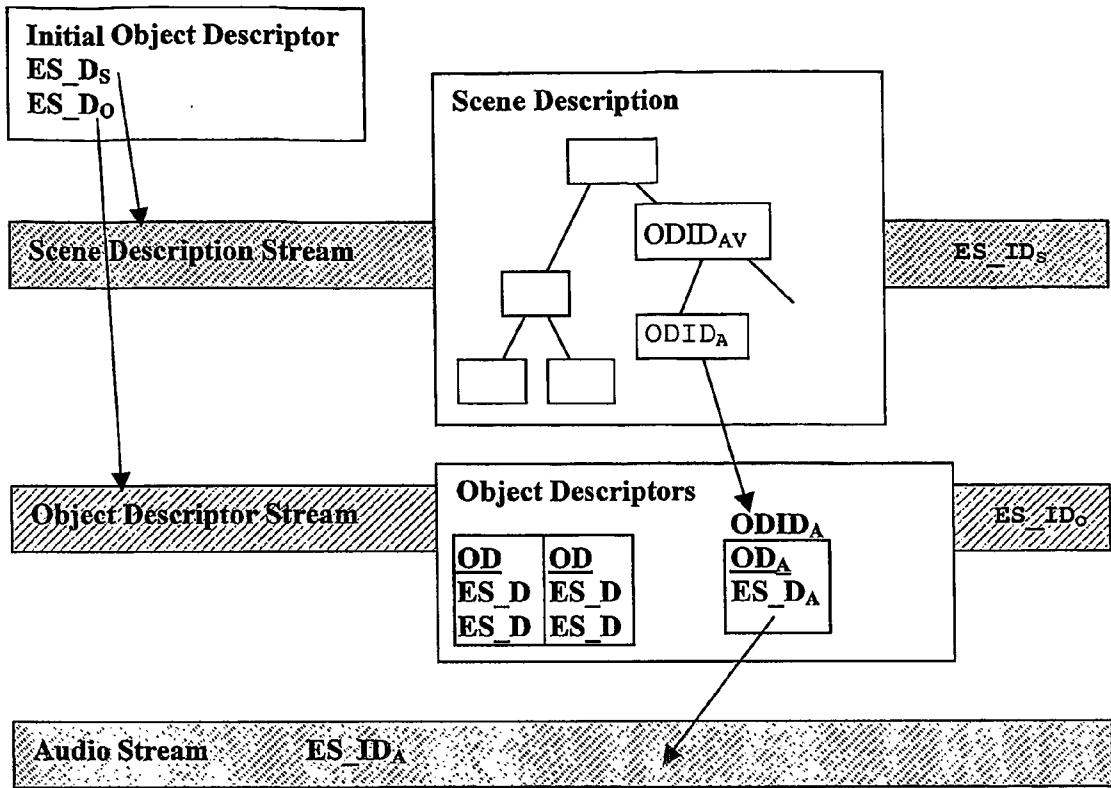 Initial Object Descriptor
ES_DS
ES_DO
Scene Description
ODIDAV
Scene Description Stream
ES_IDS
ODIDA
Object Descriptors
Object Descriptor Stream
ES_IDO
ODIDA
OD OD
ODA
ES_D ES_D
ES_DA
ES_D ES_D
Audio Stream ES_IDA